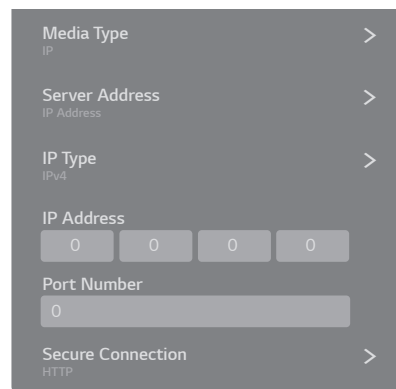 Media Type
IP
Server Address
IP Address
IP Type
IPv4
IP Address
0 0 0 0
Port Number
0
Secure Connection
HTTP